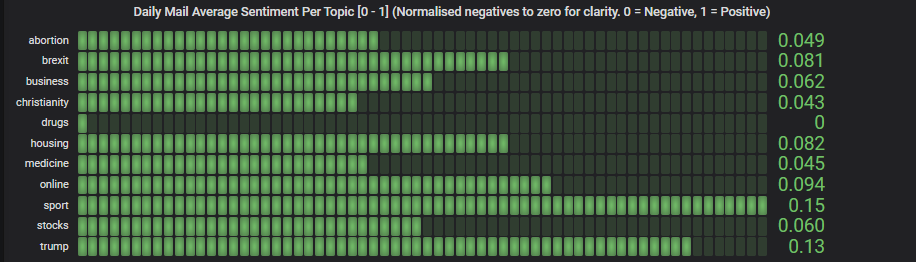 Daily Mail Average Sentiment Per Topic [0 - 1] (Normalised negatives to zero for clarity. 0 = Negative, 1 = Positive)
abortion 0.049
brexit 0.081
business 0.062
christianity 0.043
drugs 0
housing 0.082
medicine 0.045
online 0.094
sport 0.15
stocks 0.060
trump 0.13